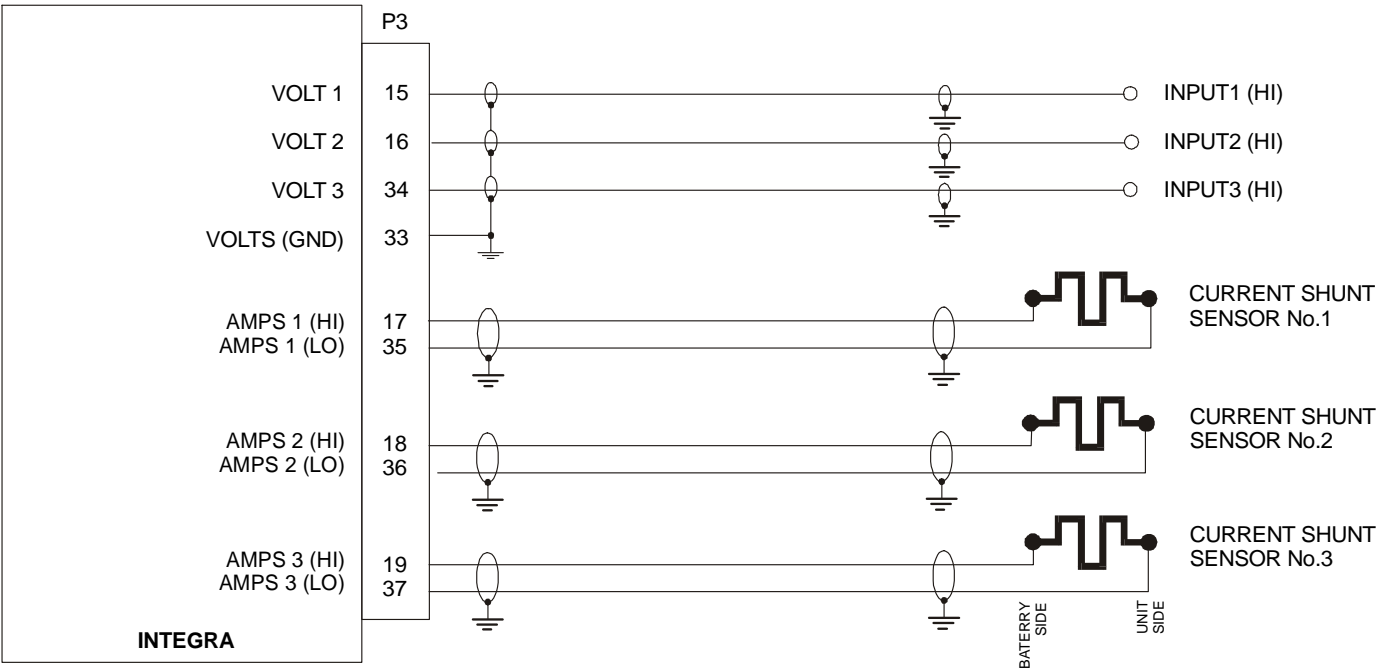 P3
VOLT 1 15 INPUT1 (HI)
VOLT 2 16 INPUT2 (HI)
VOLT 3 34 INPUT3 (HI)
VOLTS (GND) 33
CURRENT SHUNT
SENSOR No.1
AMPS 1 (HI) 17
AMPS 1 (LO) 35
CURRENT SHUNT
SENSOR No.2
AMPS 2 (HI) 18
AMPS 2 (LO) 36
CURRENT SHUNT
SENSOR No.3
AMPS 3 (HI) 19
AMPS 3 (LO) 37
BATERRY
SIDE
UNIT
SIDE
INTEGRA